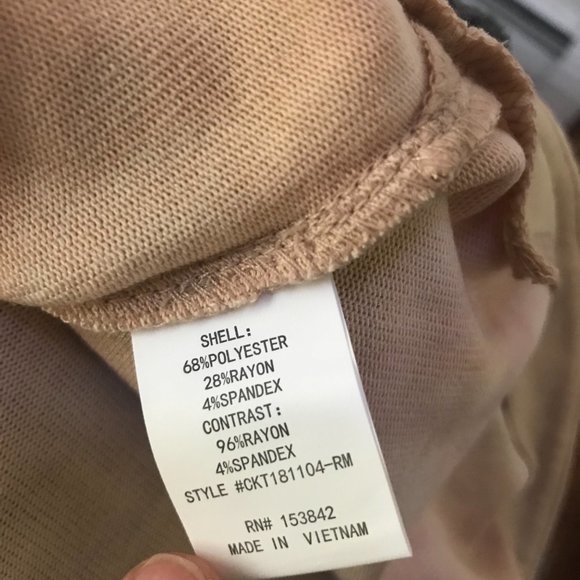 SHELL:
68%POLYESTER
28%RAYON
4%SPANDEX
CONTRAST:
96%RAYON
4%SPANDEX
STYLE #CKT181104-RM
RN# 153842
MADE IN VIETNAM